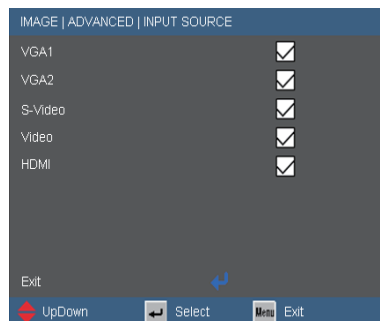 IMAGE | ADVANCED | INPUT SOURCE
VGA1
VGA2
S-Video
Video
HDMI
Exit
UpDown Select Menu Exit